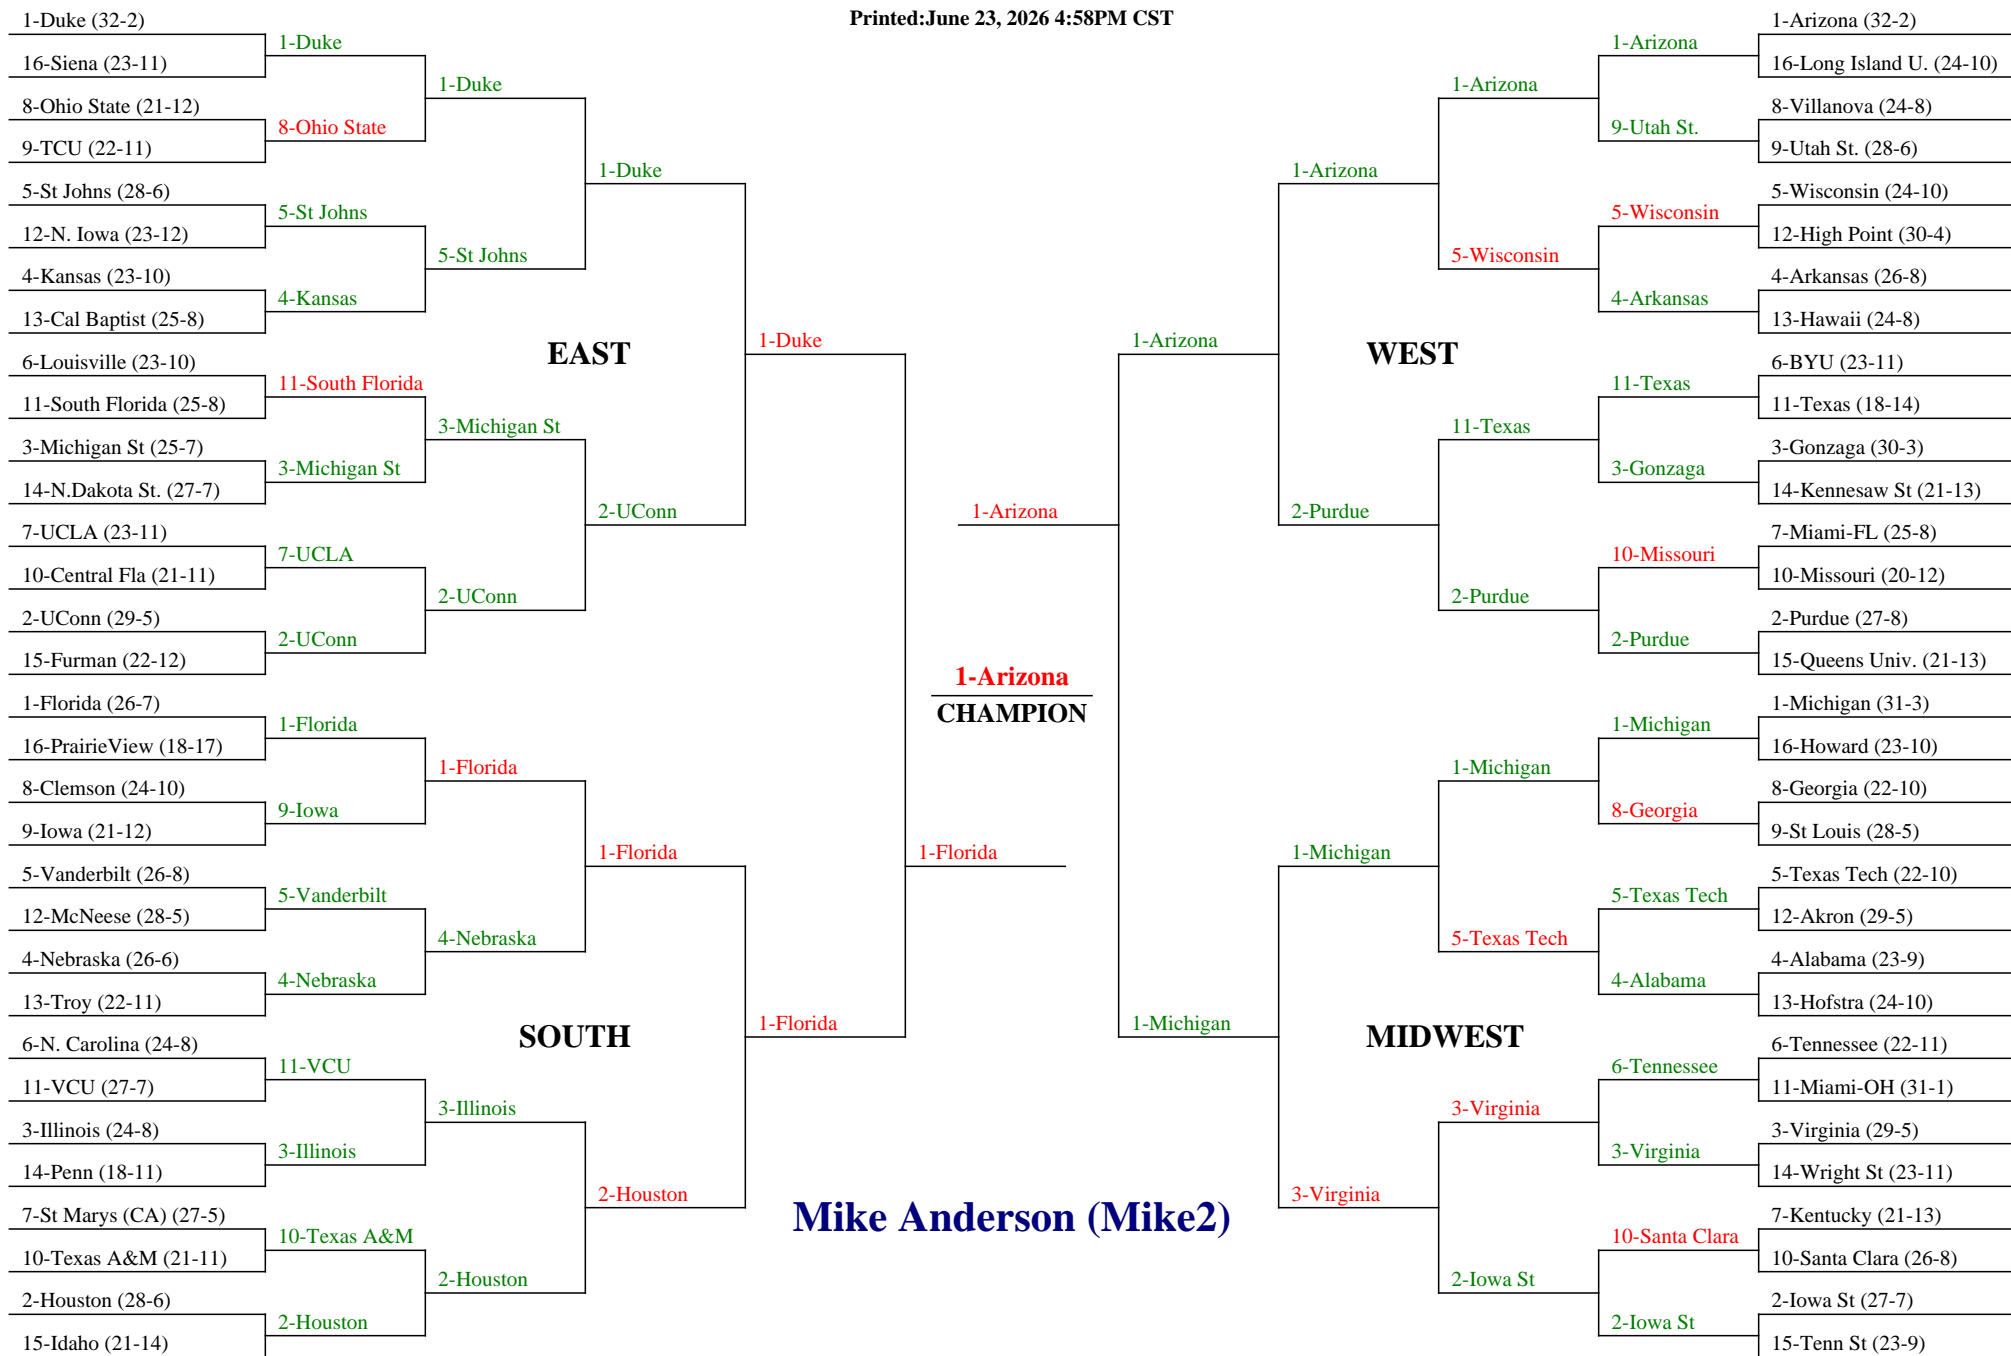 Printed:June 23, 2026 4:58PM CST
1-Duke (32-2)
16-Siena (23-11)
8-Ohio State (21-12)
9-TCU (22-11)
5-St Johns (28-6)
12-N. Iowa (23-12)
4-Kansas (23-10)
13-Cal Baptist (25-8)
6-Louisville (23-10)
11-South Florida (25-8)
3-Michigan St (25-7)
14-N.Dakota St. (27-7)
7-UCLA (23-11)
10-Central Fla (21-11)
2-UConn (29-5)
15-Furman (22-12)
1-Florida (26-7)
16-PrairieView (18-17)
8-Clemson (24-10)
9-Iowa (21-12)
5-Vanderbilt (26-8)
12-McNeese (28-5)
4-Nebraska (26-6)
13-Troy (22-11)
6-N. Carolina (24-8)
11-VCU (27-7)
3-Illinois (24-8)
14-Penn (18-11)
7-St Marys (CA) (27-5)
10-Texas A&M (21-11)
2-Houston (28-6)
15-Idaho (21-14)
1-Duke
8-Ohio State
5-St Johns
4-Kansas
11-South Florida
3-Michigan St
7-UCLA
2-UConn
1-Florida
9-Iowa
5-Vanderbilt
4-Nebraska
11-VCU
3-Illinois
10-Texas A&M
2-Houston
1-Duke
5-St Johns
3-Michigan St
2-UConn
1-Florida
4-Nebraska
3-Illinois
2-Houston
1-Duke
2-UConn
1-Florida
2-Houston
EAST
SOUTH
1-Duke
1-Florida
1-Florida
1-Arizona
1-Arizona
CHAMPION
Mike Anderson (Mike2)
1-Arizona
1-Michigan
WEST
MIDWEST
1-Arizona
2-Purdue
1-Michigan
3-Virginia
1-Arizona
5-Wisconsin
11-Texas
2-Purdue
1-Michigan
5-Texas Tech
3-Virginia
2-Iowa St
1-Arizona
9-Utah St.
5-Wisconsin
4-Arkansas
11-Texas
3-Gonzaga
10-Missouri
2-Purdue
1-Michigan
8-Georgia
5-Texas Tech
4-Alabama
6-Tennessee
3-Virginia
10-Santa Clara
2-Iowa St
1-Arizona (32-2)
16-Long Island U. (24-10)
8-Villanova (24-8)
9-Utah St. (28-6)
5-Wisconsin (24-10)
12-High Point (30-4)
4-Arkansas (26-8)
13-Hawaii (24-8)
6-BYU (23-11)
11-Texas (18-14)
3-Gonzaga (30-3)
14-Kennesaw St (21-13)
7-Miami-FL (25-8)
10-Missouri (20-12)
2-Purdue (27-8)
15-Queens Univ. (21-13)
1-Michigan (31-3)
16-Howard (23-10)
8-Georgia (22-10)
9-St Louis (28-5)
5-Texas Tech (22-10)
12-Akron (29-5)
4-Alabama (23-9)
13-Hofstra (24-10)
6-Tennessee (22-11)
11-Miami-OH (31-1)
3-Virginia (29-5)
14-Wright St (23-11)
7-Kentucky (21-13)
10-Santa Clara (26-8)
2-Iowa St (27-7)
15-Tenn St (23-9)